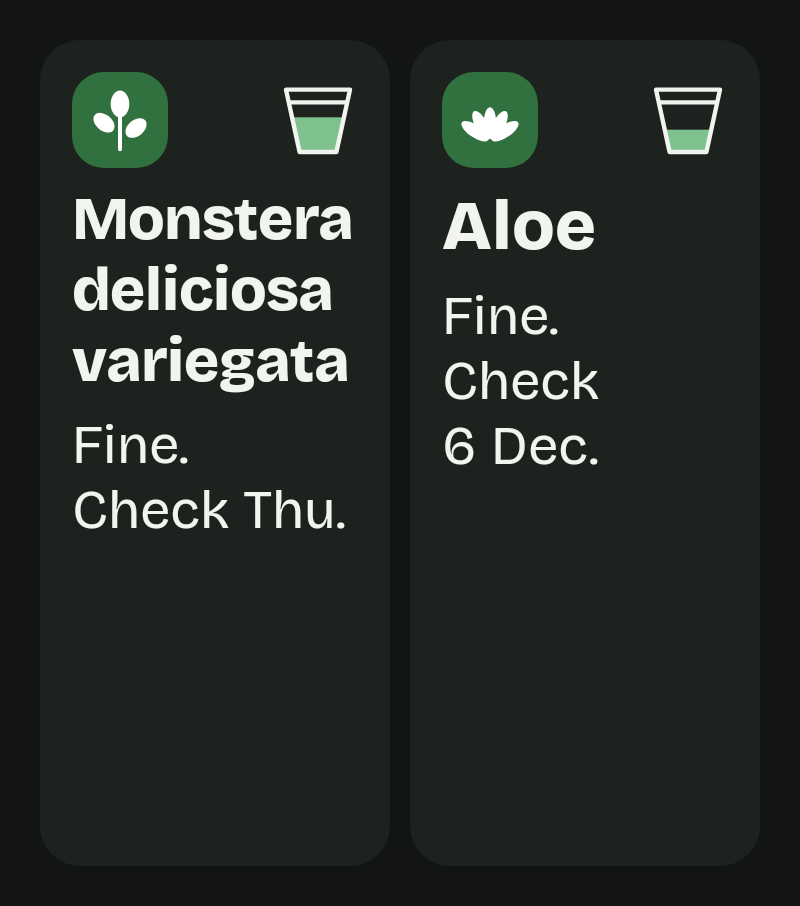 Monstera
deliciosa
variegata
Fine.
Check Thu.
Aloe
Fine.
Check
6 Dec.